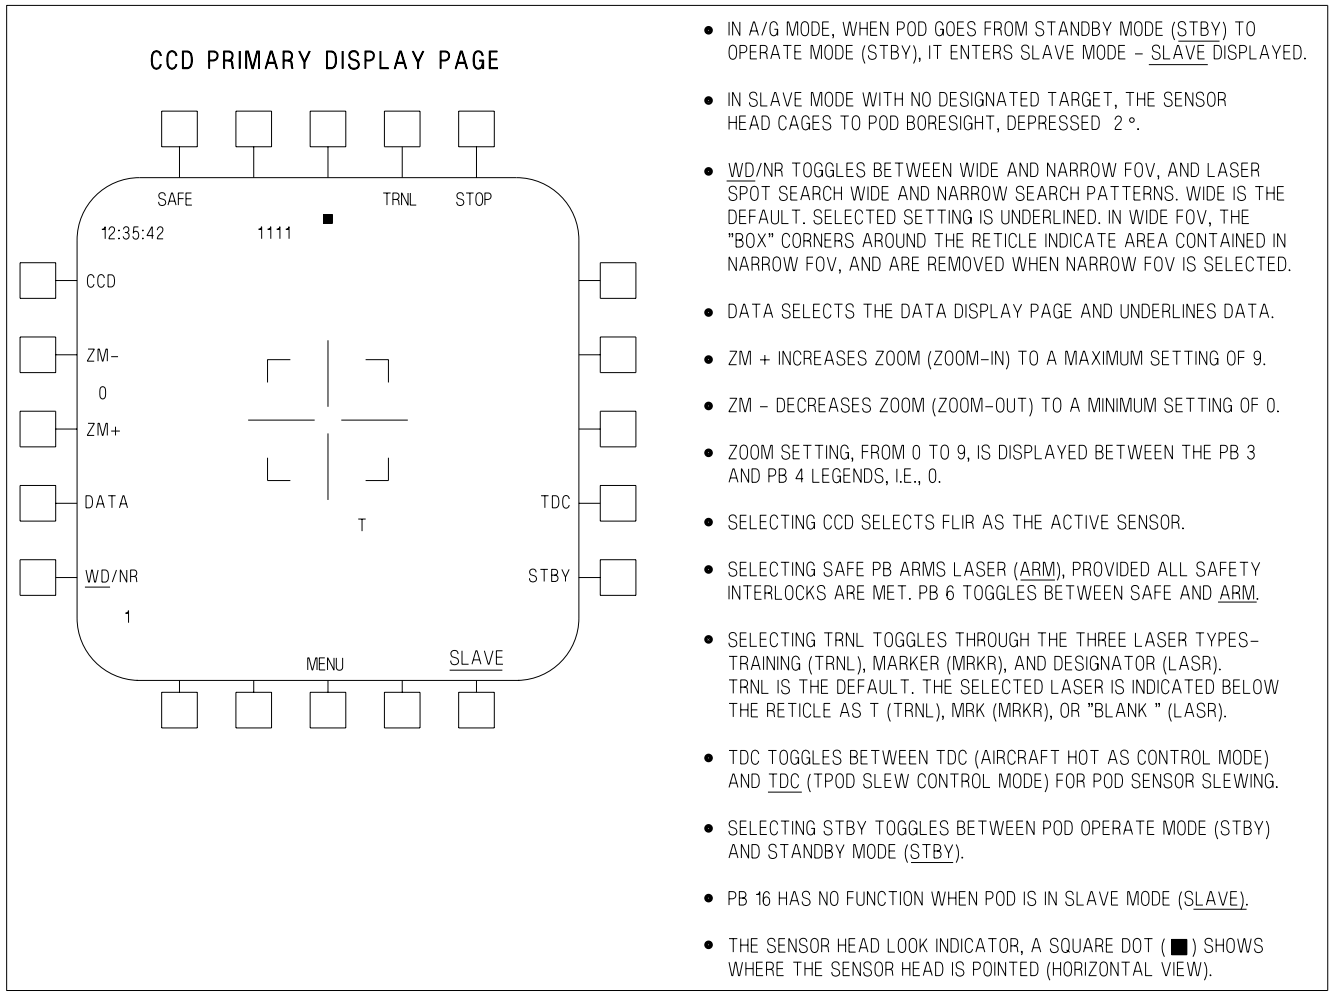 CCD PRIMARY DISPLAY PAGE
SAFE
TRNL
STOP
12:35:42
1111
CCD
ZM-
0
ZM+
DATA
TDC
T
WD/NR
STBY
1
MENU
SLAVE
• IN A/G MODE, WHEN POD GOES FROM STANDBY MODE (STBY) TO
OPERATE MODE (STBY), IT ENTERS SLAVE MODE - SLAVE DISPLAYED.
• IN SLAVE MODE WITH NO DESIGNATED TARGET, THE SENSOR
HEAD CAGES TO POD BORESIGHT, DEPRESSED 2 °.
• WD/NR TOGGLES BETWEEN WIDE AND NARROW FOV, AND LASER
SPOT SEARCH WIDE AND NARROW SEARCH PATTERNS. WIDE IS THE
DEFAULT. SELECTED SETTING IS UNDERLINED. IN WIDE FOV, THE
"BOX" CORNERS AROUND THE RETICLE INDICATE AREA CONTAINED IN
NARROW FOV, AND ARE REMOVED WHEN NARROW FOV IS SELECTED.
• DATA SELECTS THE DATA DISPLAY PAGE AND UNDERLINES DATA.
• ZM + INCREASES ZOOM (ZOOM-IN) TO A MAXIMUM SETTING OF 9.
• ZM - DECREASES ZOOM (ZOOM-OUT) TO A MINIMUM SETTING OF 0.
• ZOOM SETTING, FROM 0 TO 9, IS DISPLAYED BETWEEN THE PB 3
AND PB 4 LEGENDS, I.E., 0.
• SELECTING CCD SELECTS FLIR AS THE ACTIVE SENSOR.
• SELECTING SAFE PB ARMS LASER (ARM), PROVIDED ALL SAFETY
INTERLOCKS ARE MET. PB 6 TOGGLES BETWEEN SAFE AND ARM.
• SELECTING TRNL TOGGLES THROUGH THE THREE LASER TYPES-
TRAINING (TRNL), MARKER (MRKR), AND DESIGNATOR (LASR).
TRNL IS THE DEFAULT. THE SELECTED LASER IS INDICATED BELOW
THE RETICLE AS T (TRNL), MRK (MRKR), OR "BLANK " (LASR).
• TDC TOGGLES BETWEEN TDC (AIRCRAFT HOT AS CONTROL MODE)
AND TDC (TPOD SLEW CONTROL MODE) FOR POD SENSOR SLEWING.
• SELECTING STBY TOGGLES BETWEEN POD OPERATE MODE (STBY)
AND STANDBY MODE (STBY).
• PB 16 HAS NO FUNCTION WHEN POD IS IN SLAVE MODE (SLAVE).
• THE SENSOR HEAD LOOK INDICATOR, A SQUARE DOT ( ■ ) SHOWS
WHERE THE SENSOR HEAD IS POINTED (HORIZONTAL VIEW).